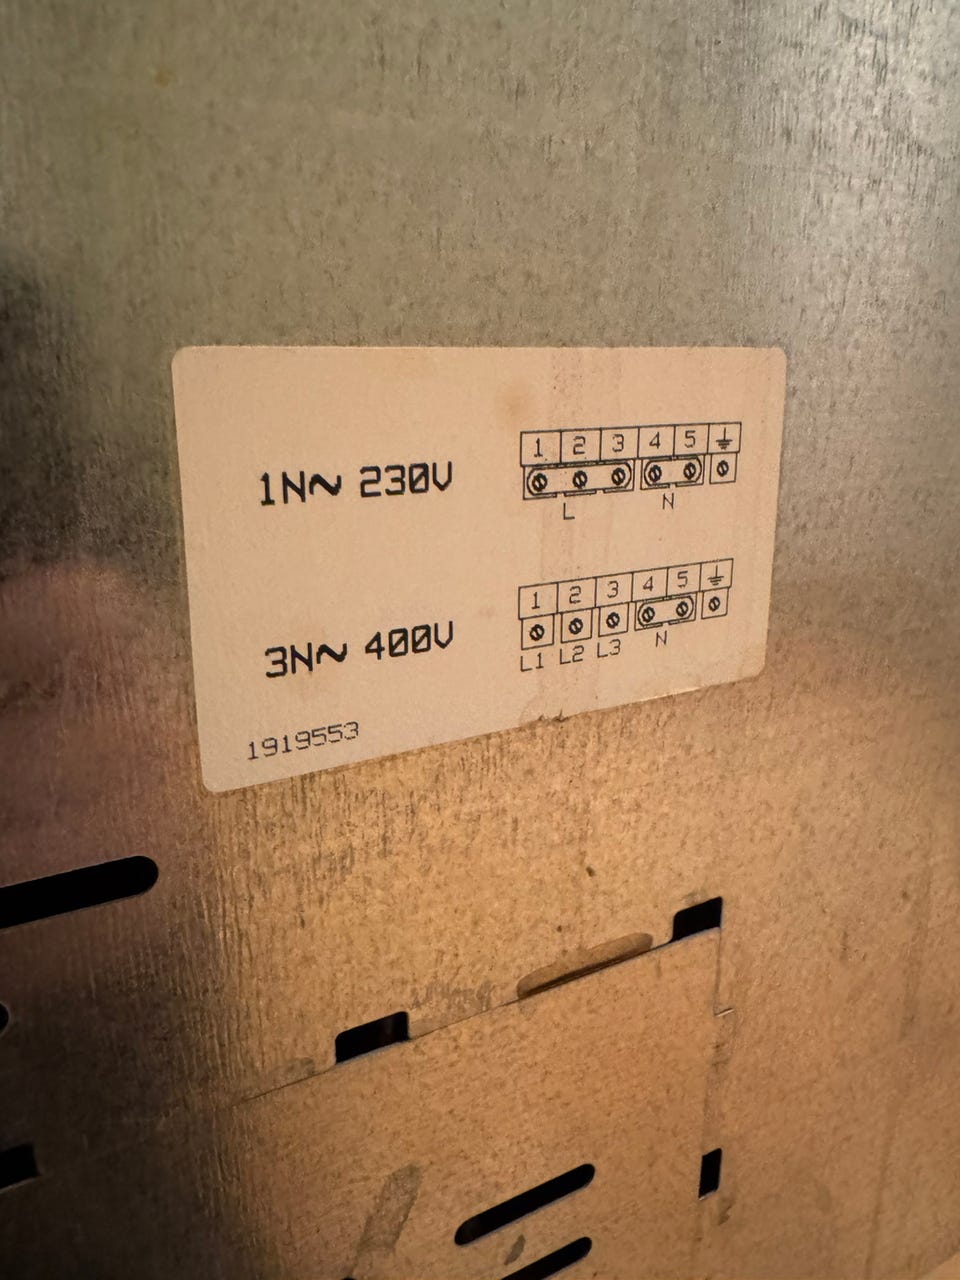 1N~ 230V
1 2 3 4 5 ⏚
L N
3N~ 400V
1 2 3 4 5 ⏚
L1 L2 L3 N
1919553